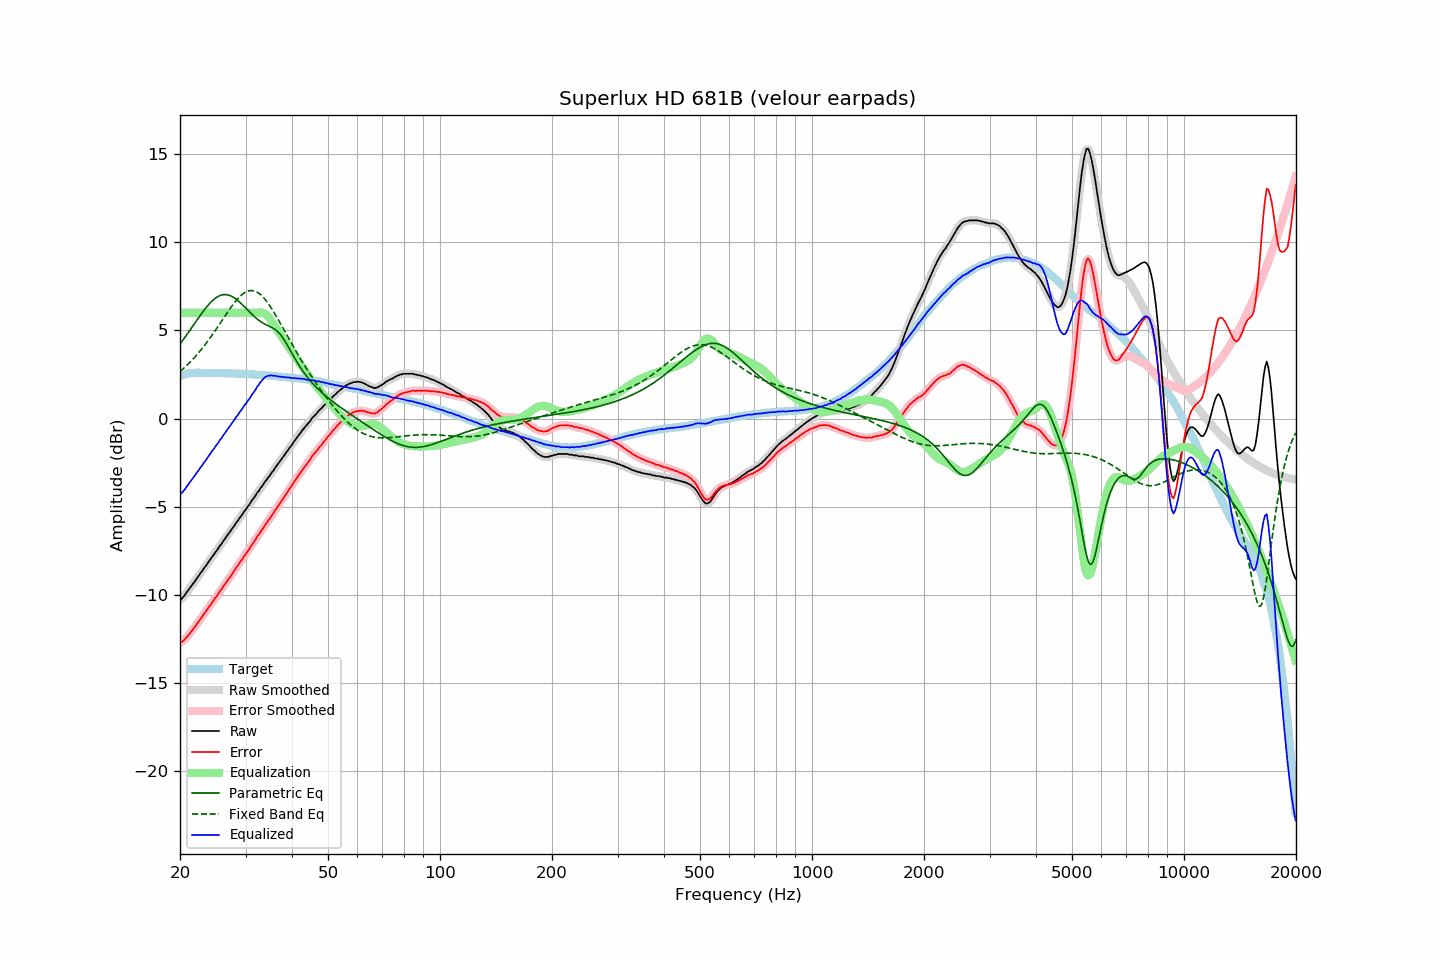 Superlux HD 681B (velour earpads)
Amplitude (dBr)
15
10
5
0
−5
−10
−15
−20
Target
Raw Smoothed
Error Smoothed
Raw
Error
Equalization
Parametric Eq
Fixed Band Eq
Equalized
20 50 100 200 500 1000 2000 5000 10000 20000
Frequency (Hz)